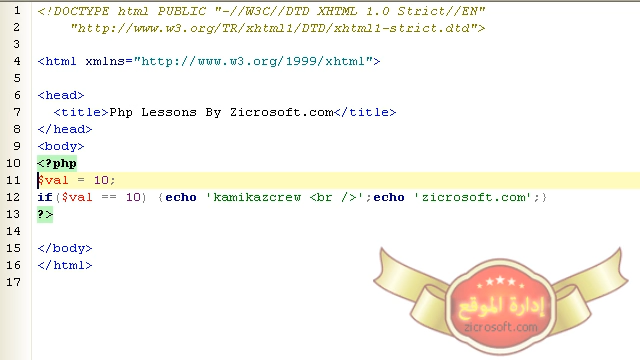 1 <!DOCTYPE html PUBLIC "-//W3C//DTD XHTML 1.0 Strict//EN"
2 "http://www.w3.org/TR/xhtml1/DTD/xhtml1-strict.dtd">
3
4 <html xmlns="http://www.w3.org/1999/xhtml">
5
6 <head>
7 <title>Php Lessons By Zicrosoft.com</title>
8 </head>
9 <body>
10 <?php
11 $val = 10;
12 if($val == 10) {echo 'kamikazcrew <br />';echo 'zicrosoft.com';}
13 ?>
14
15 </body>
16 </html>
17
إدارة الموقع
zicrosoft.com